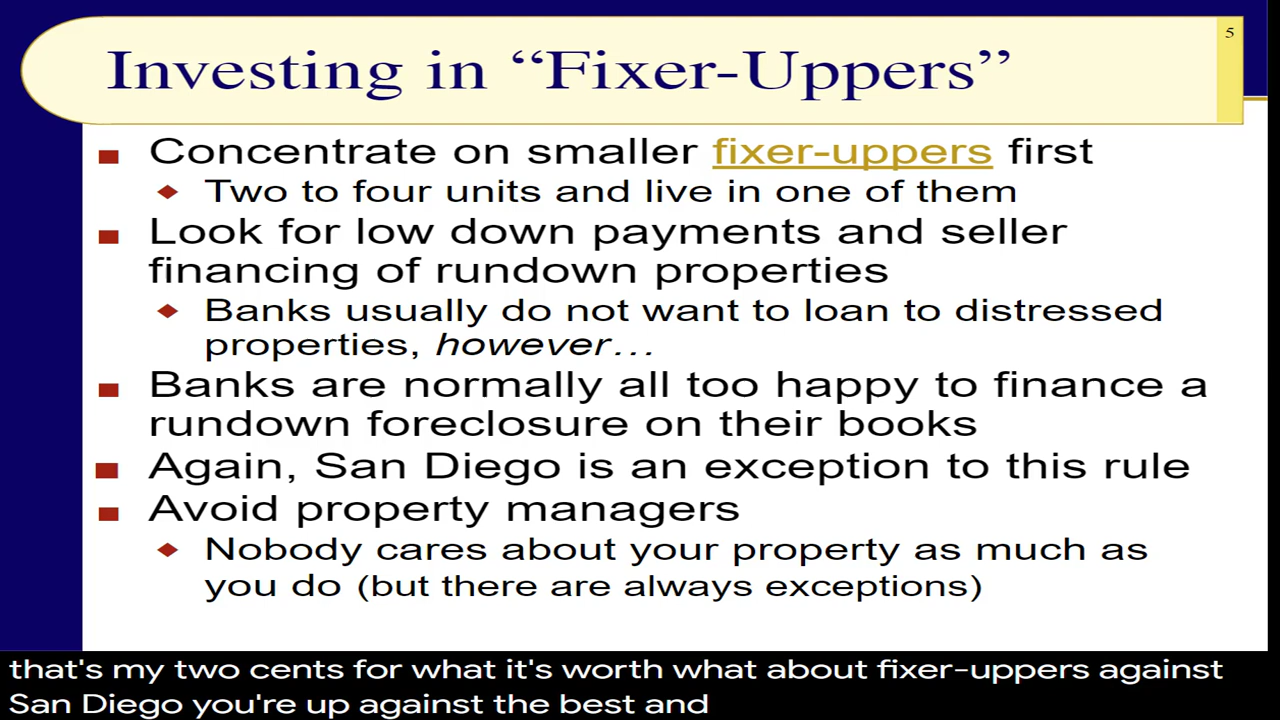 5
Investing in “Fixer-Uppers”
Concentrate on smaller fixer-uppers first
Two to four units and live in one of them
Look for low down payments and seller
financing of rundown properties
Banks usually do not want to loan to distressed
properties, however…
Banks are normally all too happy to finance a
rundown foreclosure on their books
Again, San Diego is an exception to this rule
Avoid property managers
Nobody cares about your property as much as
you do (but there are always exceptions)
that's my two cents for what it's worth what about fixer-uppers against
San Diego you're up against the best and